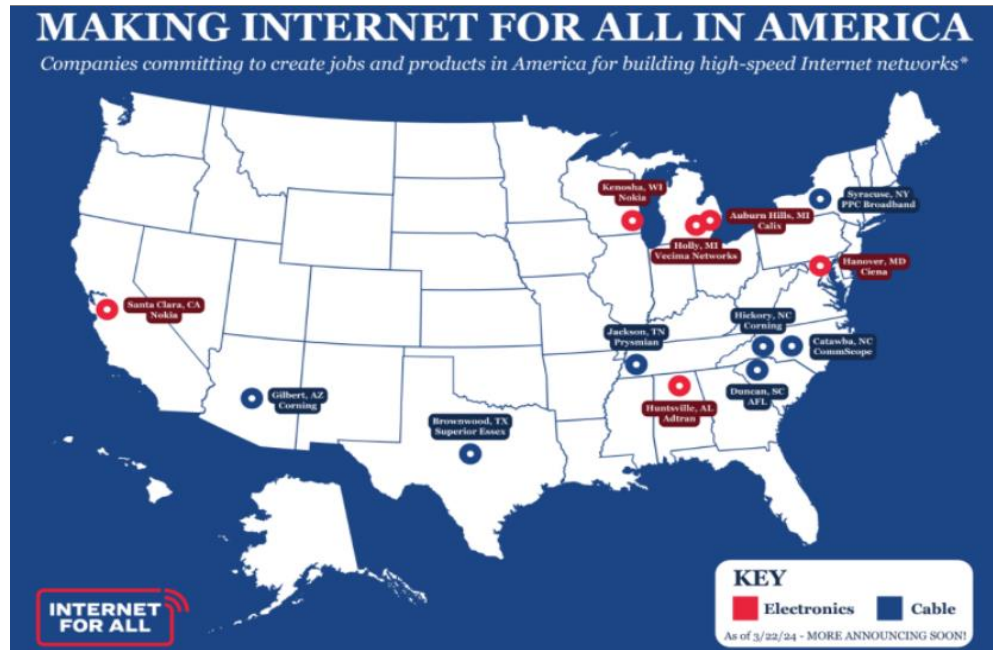 MAKING INTERNET FOR ALL IN AMERICA
Companies committing to create jobs and products in America for building high-speed Internet networks*
Kenosha, WI
Nokia
Syracuse, NY
PPC Broadband
Auburn Hills, MI
Calix
Holly, MI
Vecima Networks
Hanover, MD
Ciena
Santa Clara, CA
Nokia
Hickory, NC
Corning
Jackson, TN
Prysmian
Catawba, NC
CommScope
Gilbert, AZ
Corning
Duncan, SC
AFL
Huntsville, AL
Adtran
Brownwood, TX
Superior Essex
KEY
Electronics
Cable
As of 3/22/24 - MORE ANNOUNCING SOON!
INTERNET
FOR ALL